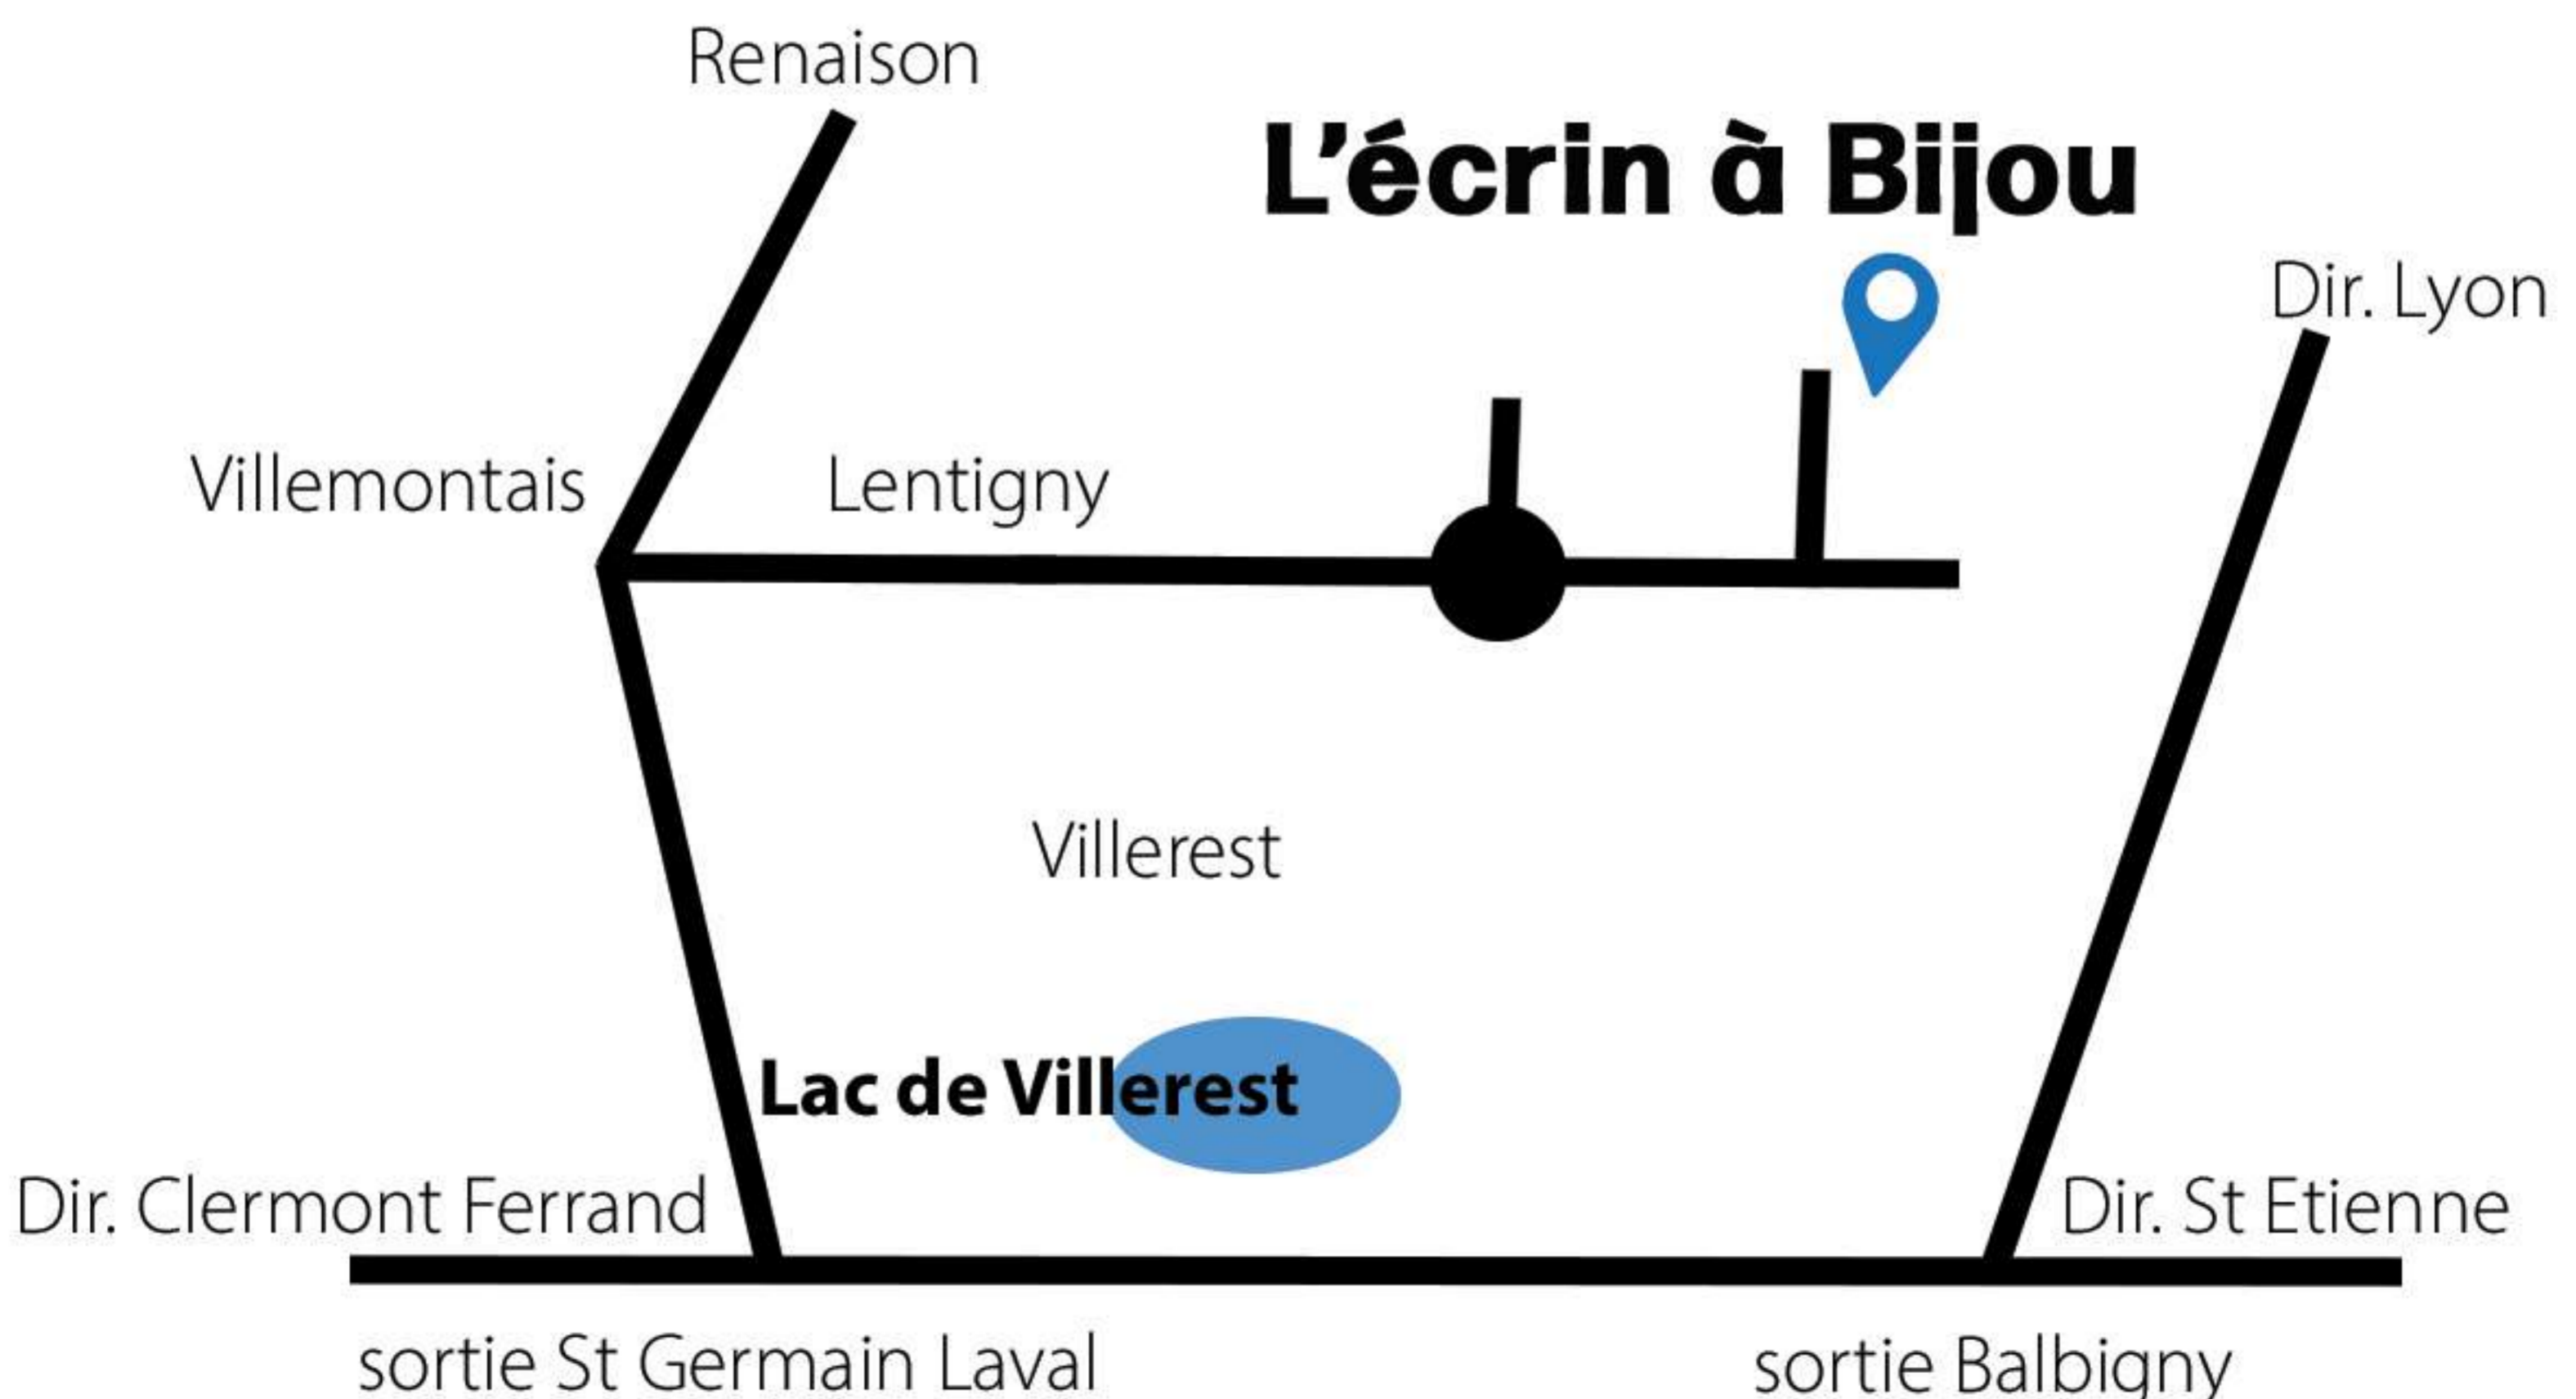 Renaison
L'écrin à Bijou
Dir. Lyon
Villemontais
Lentigny
Villerest
Lac de Villerest
Dir. Clermont Ferrand
Dir. St Etienne
sortie St Germain Laval
sortie Balbigny